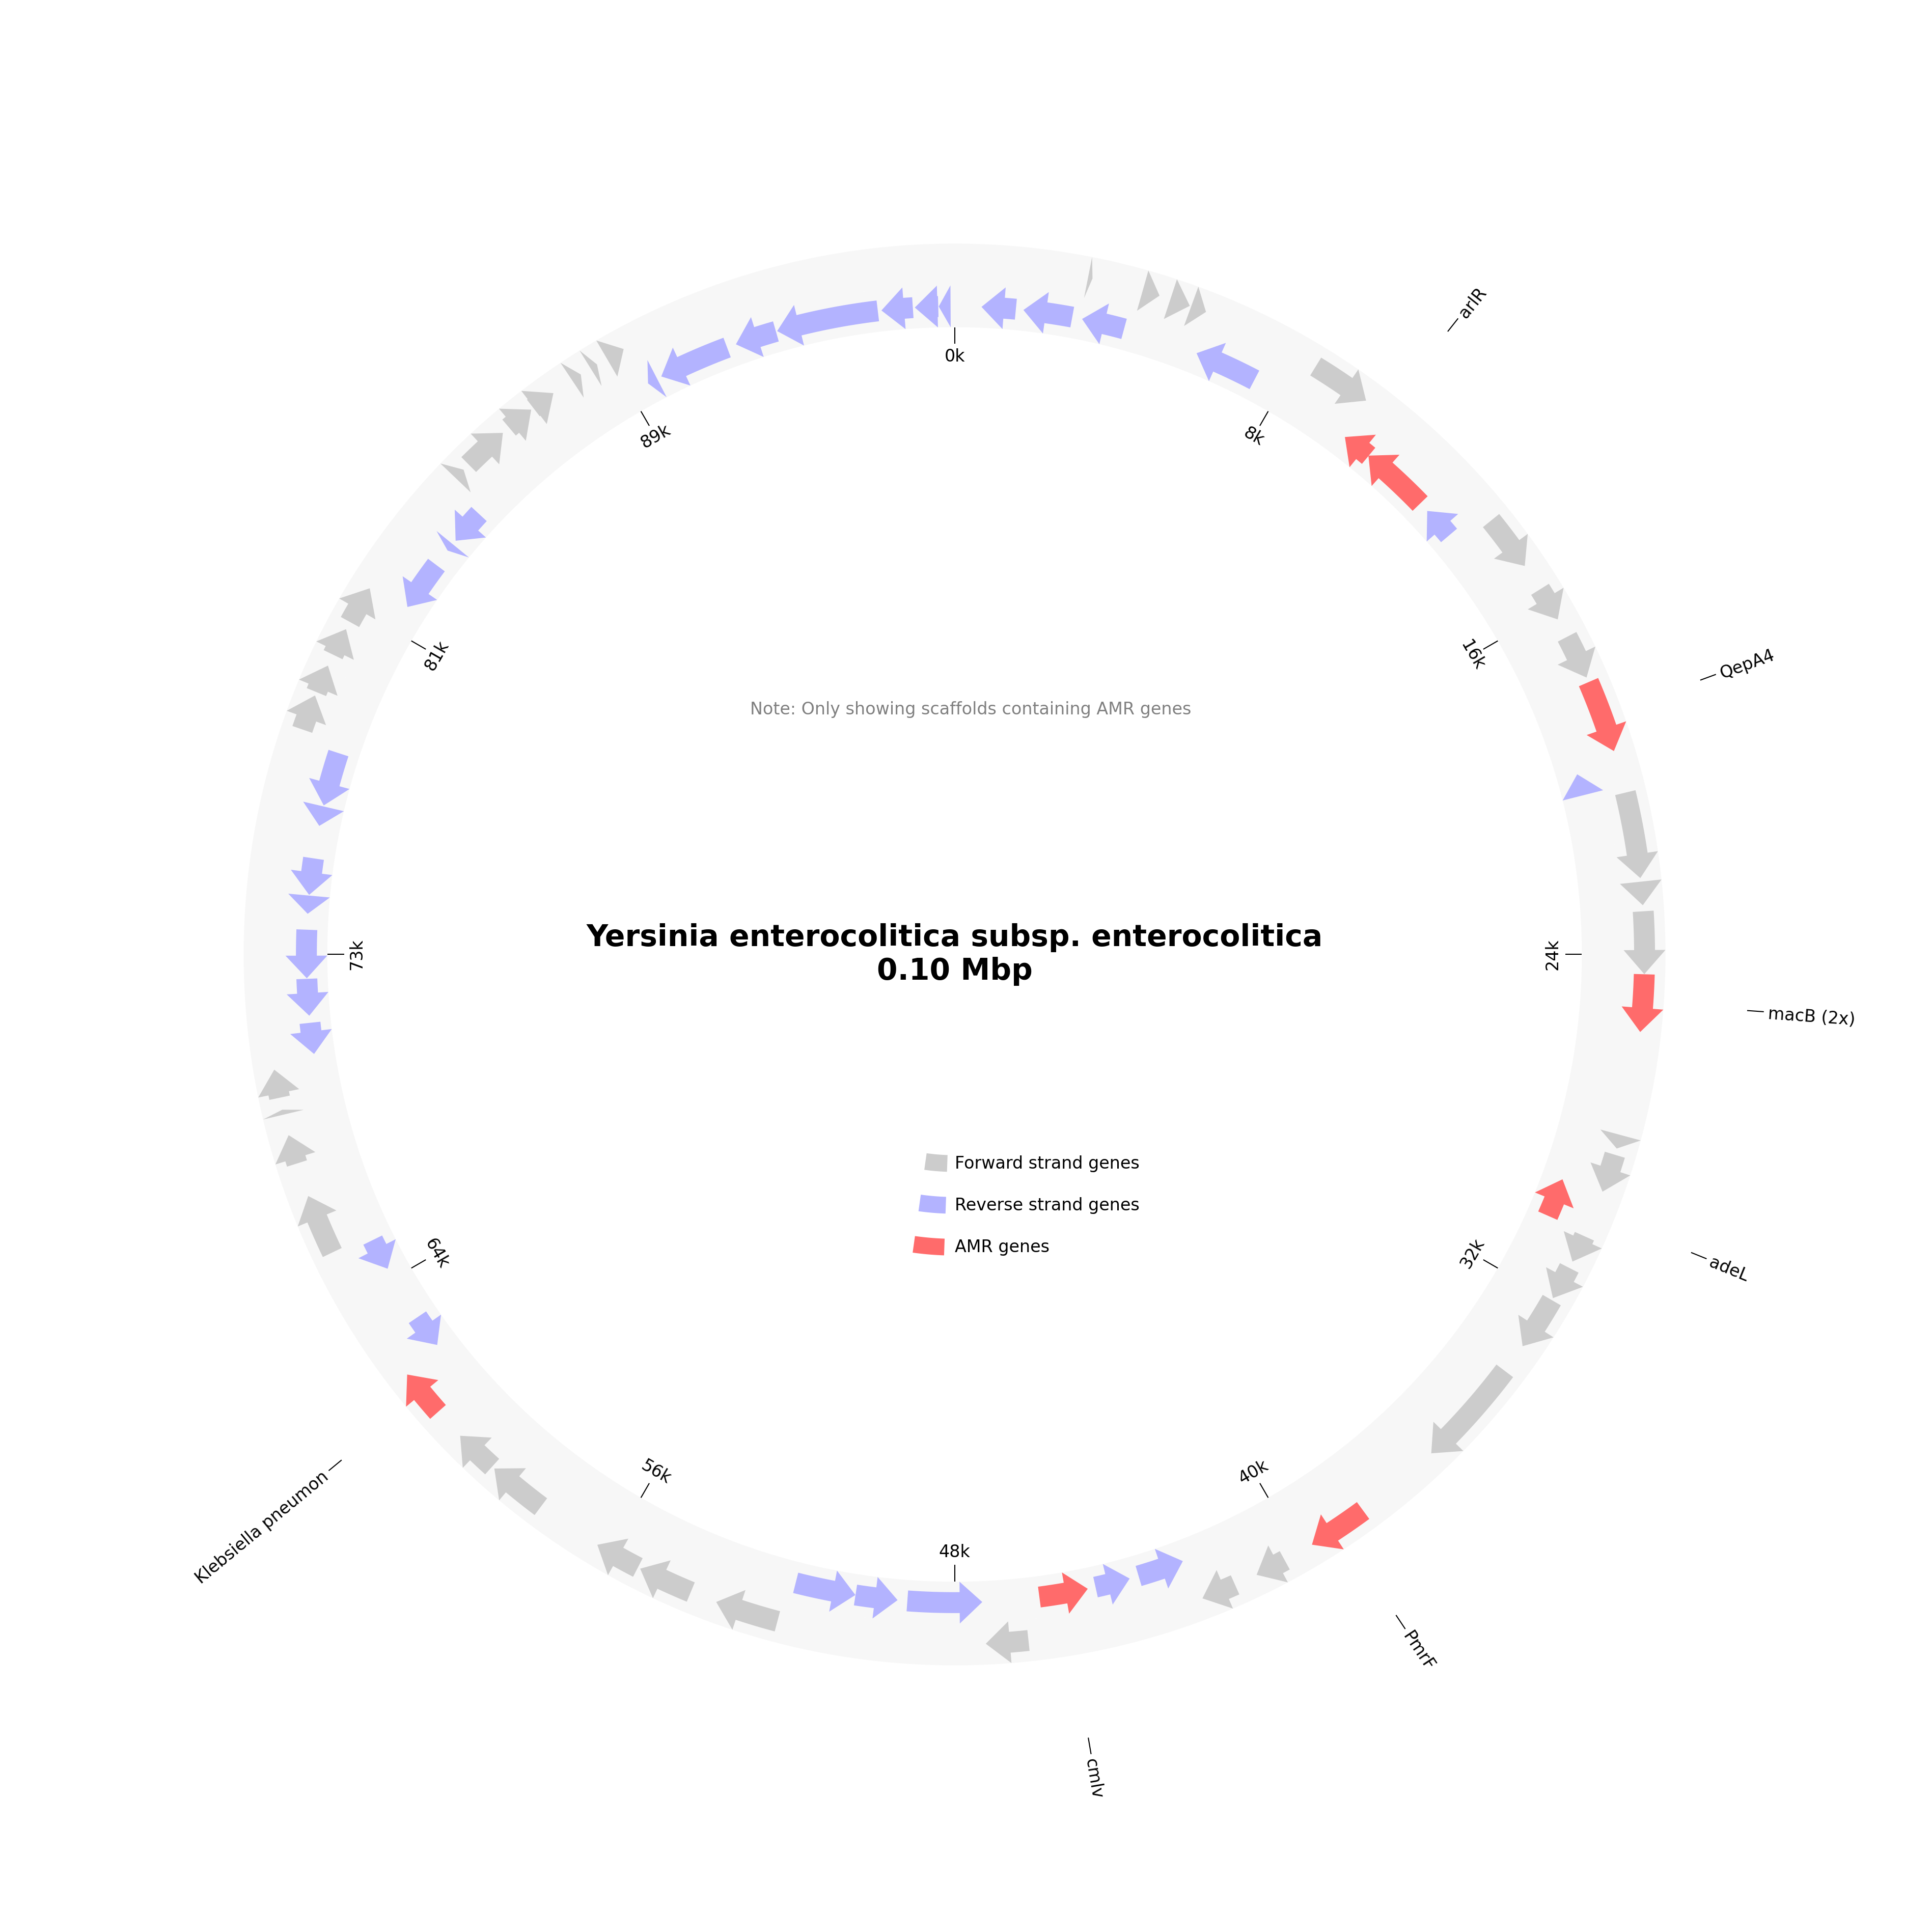 arlR
0k
89k
8k
81k
16k
QepA4
Note: Only showing scaffolds containing AMR genes
Yersinia enterocolitica subsp. enterocolitica
0.10 Mbp
73k
24k
macB (2x)
Forward strand genes
Reverse strand genes
AMR genes
64k
32k
adeL
Klebsiella pneumon
56k
40k
48k
PmrF
cmlv